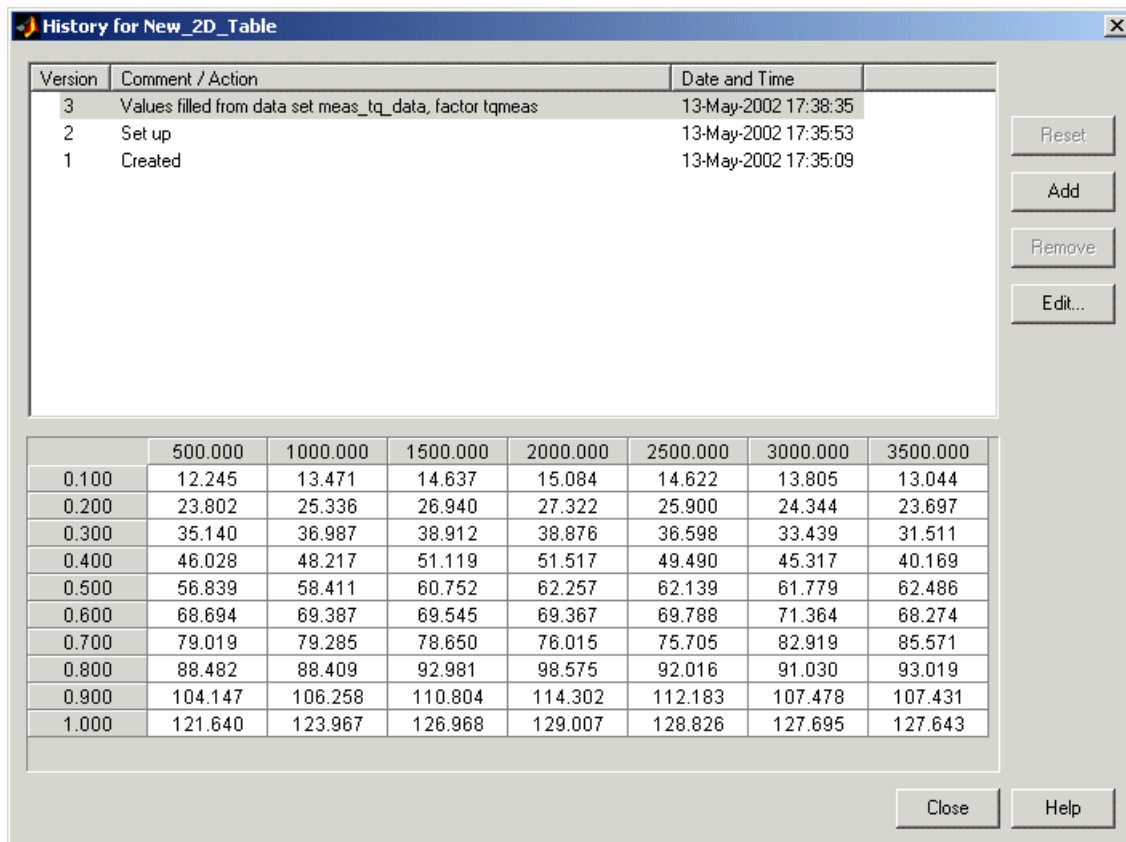 History for New_2D_Table
Version Comment / Action Date and Time
3 Values filled from data set meas_tq_data, factor tqmeas 13-May-2002 17:38:35
2 Set up 13-May-2002 17:35:53
1 Created 13-May-2002 17:35:09
Reset
Add
Remove
Edit...
500.000 1000.000 1500.000 2000.000 2500.000 3000.000 3500.000
0.100 12.245 13.471 14.637 15.084 14.622 13.805 13.044
0.200 23.802 25.336 26.940 27.322 25.900 24.344 23.697
0.300 35.140 36.987 38.912 38.876 36.598 33.439 31.511
0.400 46.028 48.217 51.119 51.517 49.490 45.317 40.169
0.500 56.839 58.411 60.752 62.257 62.139 61.779 62.486
0.600 68.694 69.387 69.545 69.367 69.788 71.364 68.274
0.700 79.019 79.285 78.650 76.015 75.705 82.919 85.571
0.800 88.482 88.409 92.981 98.575 92.016 91.030 93.019
0.900 104.147 106.258 110.804 114.302 112.183 107.478 107.431
1.000 121.640 123.967 126.968 129.007 128.826 127.695 127.643
Close Help